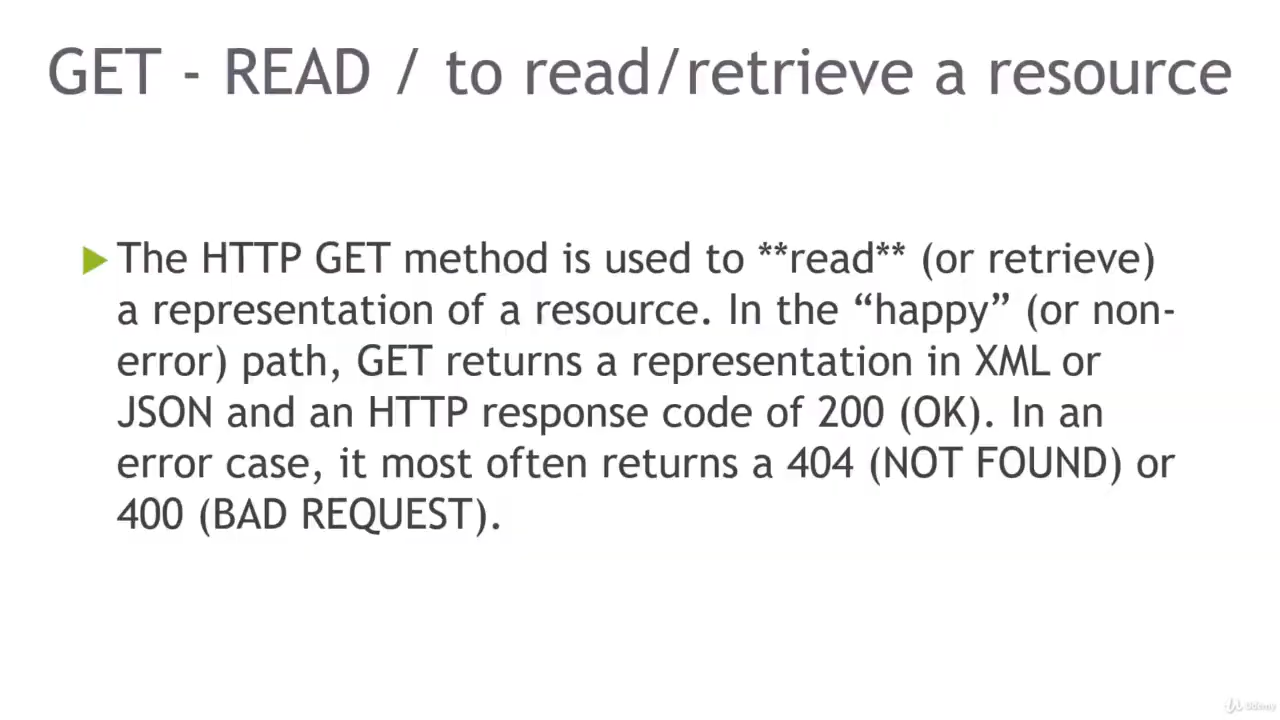 GET - READ / to read/retrieve a resource
The HTTP GET method is used to **read** (or retrieve)
a representation of a resource. In the “happy” (or non-
error) path, GET returns a representation in XML or
JSON and an HTTP response code of 200 (OK). In an
error case, it most often returns a 404 (NOT FOUND) or
400 (BAD REQUEST).
Udemy